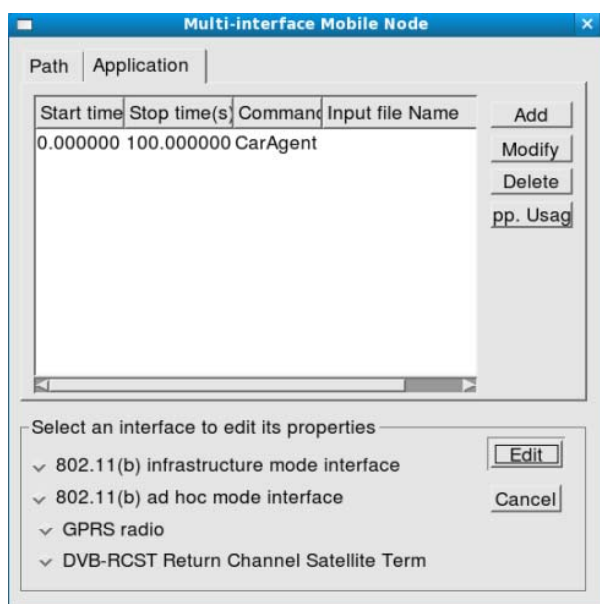 Multi-interface Mobile Node
Path Application
Start time Stop time(s) Command Input file Name
0.000000 100.000000 CarAgent
Add
Modify
Delete
pp. Usag
Select an interface to edit its properties
802.11(b) infrastructure mode interface
802.11(b) ad hoc mode interface
GPRS radio
DVB-RCST Return Channel Satellite Term
Edit
Cancel